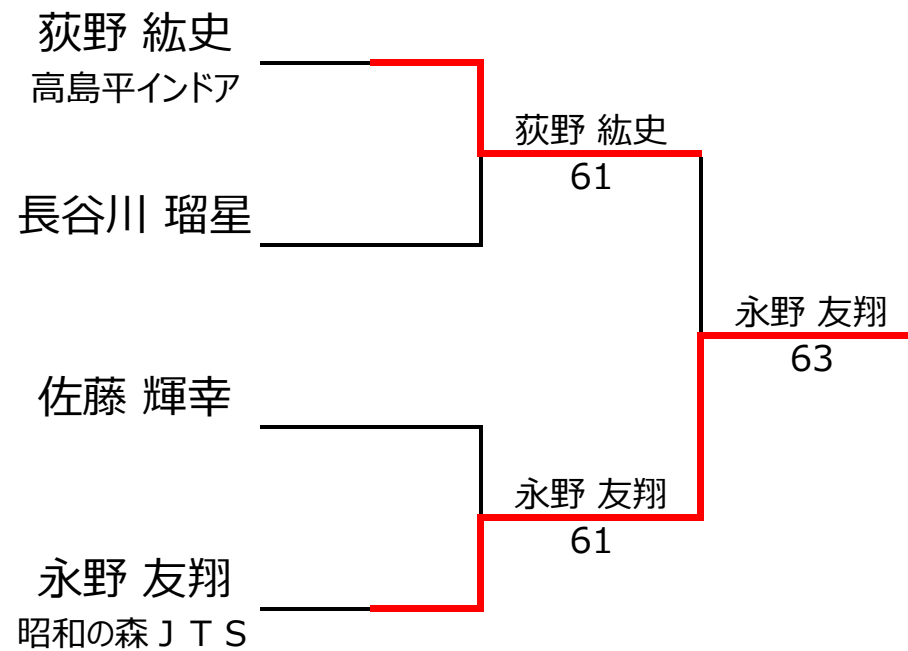 荻野 紘史
高島平インドア
荻野 紘史
61
長谷川 瑠星
永野 友翔
63
佐藤 輝幸
永野 友翔
61
永野 友翔
昭和の森ＪＴＳ